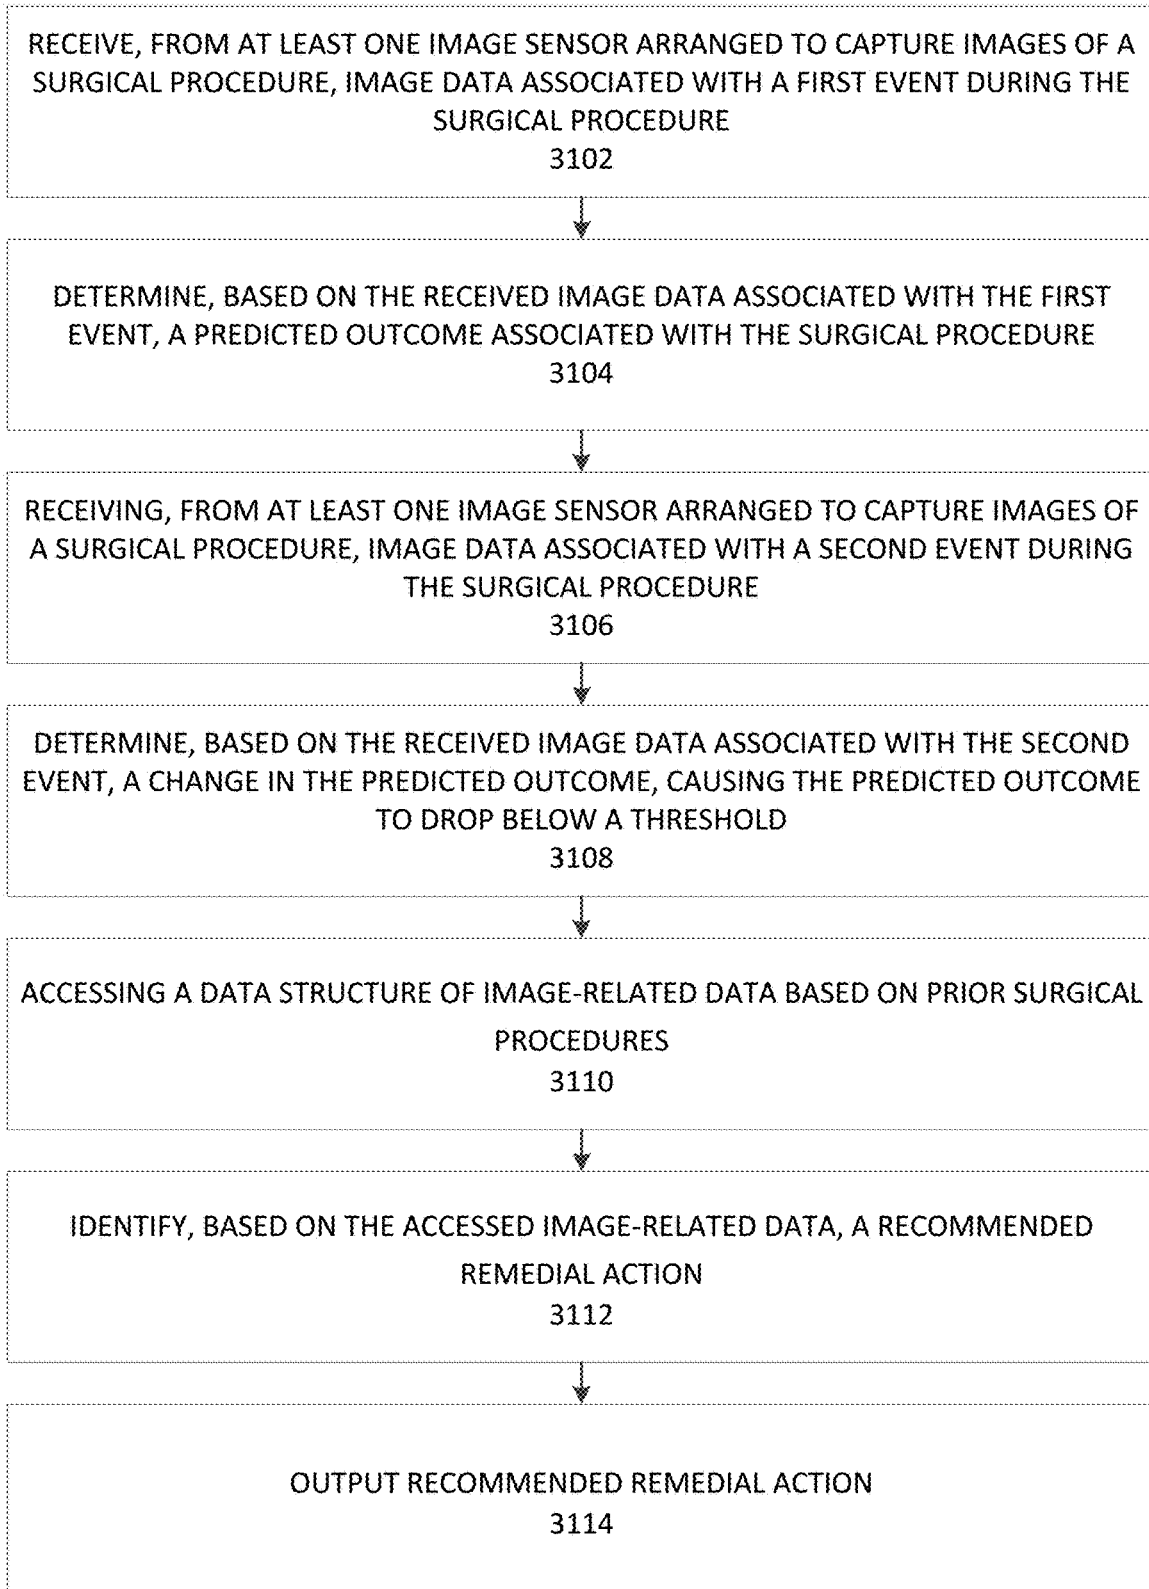 RECEIVE, FROM AT LEAST ONE IMAGE SENSOR ARRANGED TO CAPTURE IMAGES OF A
SURGICAL PROCEDURE, IMAGE DATA ASSOCIATED WITH A FIRST EVENT DURING THE
SURGICAL PROCEDURE
3102
DETERMINE, BASED ON THE RECEIVED IMAGE DATA ASSOCIATED WITH THE FIRST
EVENT, A PREDICTED OUTCOME ASSOCIATED WITH THE SURGICAL PROCEDURE
3104
RECEIVING, FROM AT LEAST ONE IMAGE SENSOR ARRANGED TO CAPTURE IMAGES OF
A SURGICAL PROCEDURE, IMAGE DATA ASSOCIATED WITH A SECOND EVENT DURING
THE SURGICAL PROCEDURE
3106
DETERMINE, BASED ON THE RECEIVED IMAGE DATA ASSOCIATED WITH THE SECOND
EVENT, A CHANGE IN THE PREDICTED OUTCOME, CAUSING THE PREDICTED OUTCOME
TO DROP BELOW A THRESHOLD
3108
ACCESSING A DATA STRUCTURE OF IMAGE-RELATED DATA BASED ON PRIOR SURGICAL
PROCEDURES
3110
IDENTIFY, BASED ON THE ACCESSED IMAGE-RELATED DATA, A RECOMMENDED
REMEDIAL ACTION
3112
OUTPUT RECOMMENDED REMEDIAL ACTION
3114